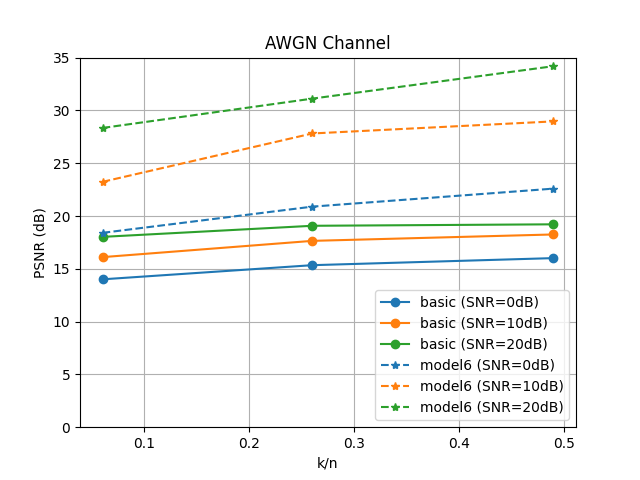 AWGN Channel
35
30
25
20
15
10
5
0
PSNR (dB)
basic (SNR=0dB)
basic (SNR=10dB)
basic (SNR=20dB)
model6 (SNR=0dB)
model6 (SNR=10dB)
model6 (SNR=20dB)
0.1 0.2 0.3 0.4 0.5
k/n